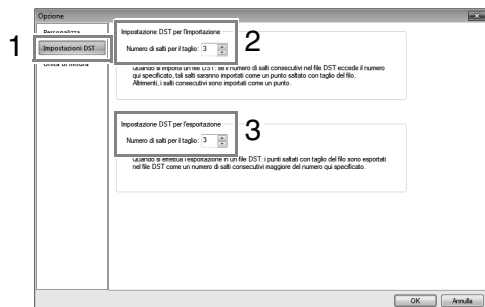 Opzione
Personalizza
1
Impostazioni DST
Unità di misura
Impostazione DST per l'importazione
Numero di salti per il taglio: 3
2
Quando si importa un file DST: se il numero di salti consecutivi nel file DST eccede il numero
qui specificato, tali salti saranno importati come un punto saltato con taglio del filo.
Altrimenti, i salti consecutivi sono importati come un punto.
Impostazione DST per l'esportazione
Numero di salti per il taglio: 3
3
Quando si effettua l'esportazione in un file DST: i punti saltati con taglio del filo sono esportati
nel file DST come un numero di salti consecutivi maggiore del numero qui specificato.
OK
Annulla